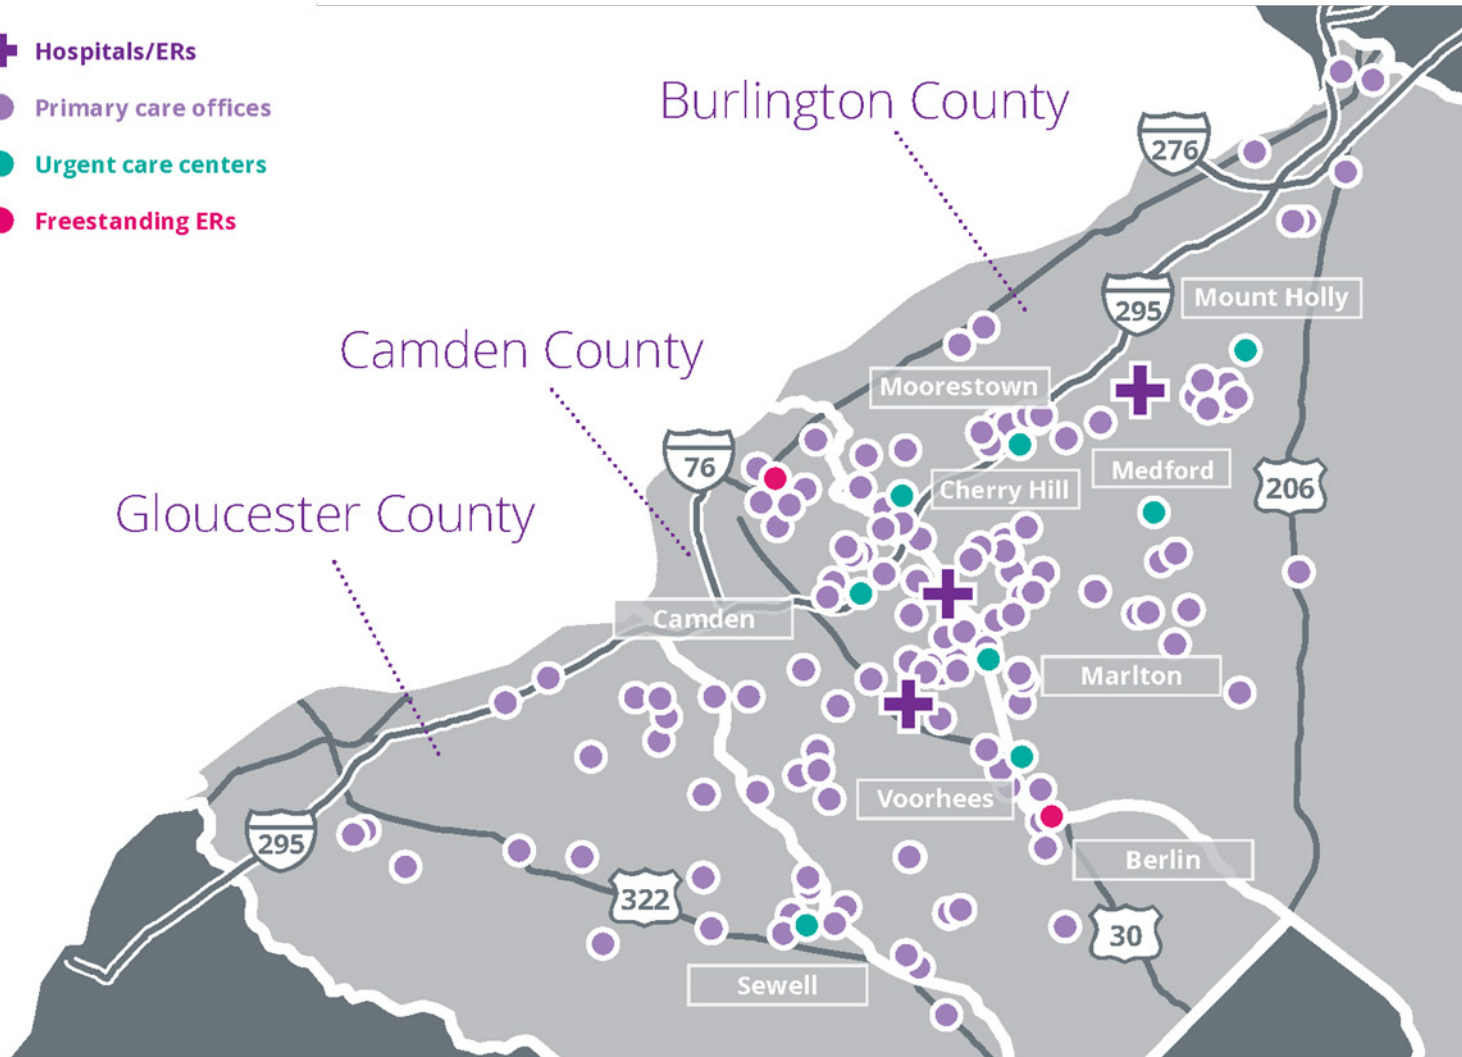 Hospitals/ERs
Primary care offices
Urgent care centers
Freestanding ERs
Burlington County
276
Mount Holly
295
Camden County
Moorestown
76
Medford
Cherry Hill
206
Gloucester County
Camden
Marlton
Voorhees
295
Berlin
322
30
Sewell